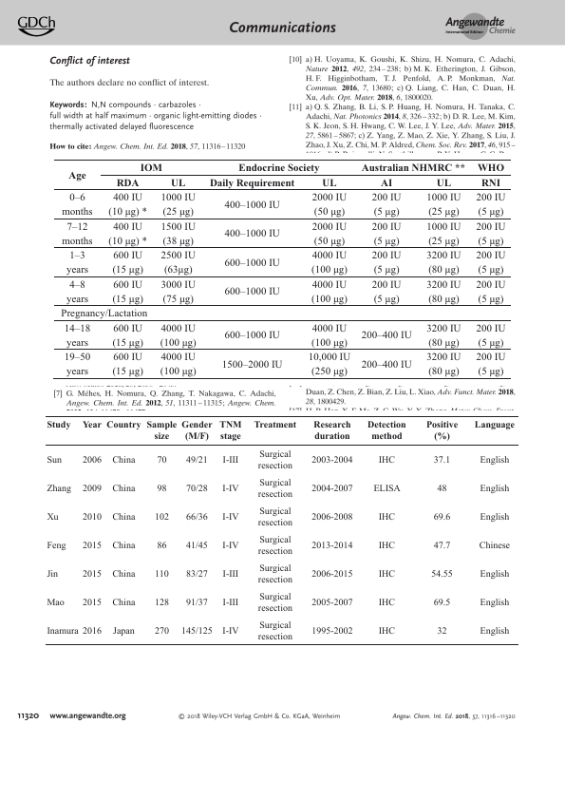 GDCh
Communications
Angewandte
International Edition Chemie
Conflict of interest
The authors declare no conflict of interest.
Keywords: N,N compounds · carbazoles ·
full width at half maximum · organic light-emitting diodes ·
thermally activated delayed fluorescence
How to cite: Angew. Chem. Int. Ed. 2018, 57, 11316–11320
[10] a) H. Uoyama, K. Goushi, K. Shizu, H. Nomura, C. Adachi,
Nature 2012, 492, 234–238; b) M. K. Etherington, J. Gibson,
H. F. Higginbotham, T. J. Penfold, A. P. Monkman, Nat.
Commun. 2016, 7, 13680; c) Q. Liang, C. Han, C. Duan, H.
Xu, Adv. Opt. Mater. 2018, 6, 1800020.
[11] a) Q. S. Zhang, B. Li, S. P. Huang, H. Nomura, H. Tanaka, C.
Adachi, Nat. Photonics 2014, 8, 326–332; b) D. R. Lee, M. Kim,
S. K. Jeon, S. H. Hwang, C. W. Lee, J. Y. Lee, Adv. Mater. 2015,
27, 5861–5867; c) Z. Yang, Z. Mao, Z. Xie, Y. Zhang, S. Liu, J.
Zhao, J. Xu, Z. Chi, M. P. Aldred, Chem. Soc. Rev. 2017, 46, 915–
Age IOM Endocrine Society Australian NHMRC ** WHO
RDA UL Daily Requirement UL AI UL RNI
0–6 months 400 IU (10 µg) * 1000 IU (25 µg) 400–1000 IU 2000 IU (50 µg) 200 IU (5 µg) 1000 IU (25 µg) 200 IU (5 µg)
7–12 months 400 IU (10 µg) * 1500 IU (38 µg) 400–1000 IU 2000 IU (50 µg) 200 IU (5 µg) 1000 IU (25 µg) 200 IU (5 µg)
1–3 years 600 IU (15 µg) 2500 IU (63µg) 600–1000 IU 4000 IU (100 µg) 200 IU (5 µg) 3200 IU (80 µg) 200 IU (5 µg)
4–8 years 600 IU (15 µg) 3000 IU (75 µg) 600–1000 IU 4000 IU (100 µg) 200 IU (5 µg) 3200 IU (80 µg) 200 IU (5 µg)
Pregnancy/Lactation
14–18 years 600 IU (15 µg) 4000 IU (100 µg) 600–1000 IU 4000 IU (100 µg) 200–400 IU 3200 IU (80 µg) 200 IU (5 µg)
19–50 years 600 IU (15 µg) 4000 IU (100 µg) 1500–2000 IU 10,000 IU (250 µg) 200–400 IU 3200 IU (80 µg) 200 IU (5 µg)
[7] G. Méhes, H. Nomura, Q. Zhang, T. Nakagawa, C. Adachi,
Angew. Chem. Int. Ed. 2012, 51, 11311–11315; Angew. Chem.
Duan, Z. Chen, Z. Bian, Z. Liu, L. Xiao, Adv. Funct. Mater. 2018,
28, 1800429.
Study Year Country Sample size Gender (M/F) TNM stage Treatment Research duration Detection method Positive (%) Language
Sun 2006 China 70 49/21 I-III Surgical resection 2003-2004 IHC 37.1 English
Zhang 2009 China 98 70/28 I-IV Surgical resection 2004-2007 ELISA 48 English
Xu 2010 China 102 66/36 I-IV Surgical resection 2006-2008 IHC 69.6 English
Feng 2015 China 86 41/45 I-IV Surgical resection 2013-2014 IHC 47.7 Chinese
Jin 2015 China 110 83/27 I-III Surgical resection 2006-2015 IHC 54.55 English
Mao 2015 China 128 91/37 I-III Surgical resection 2005-2007 IHC 69.5 English
Inamura 2016 Japan 270 145/125 I-IV Surgical resection 1995-2002 IHC 32 English
11320 www.angewandte.org
© 2018 Wiley-VCH Verlag GmbH & Co. KGaA, Weinheim
Angew. Chem. Int. Ed. 2018, 57, 11316–11320